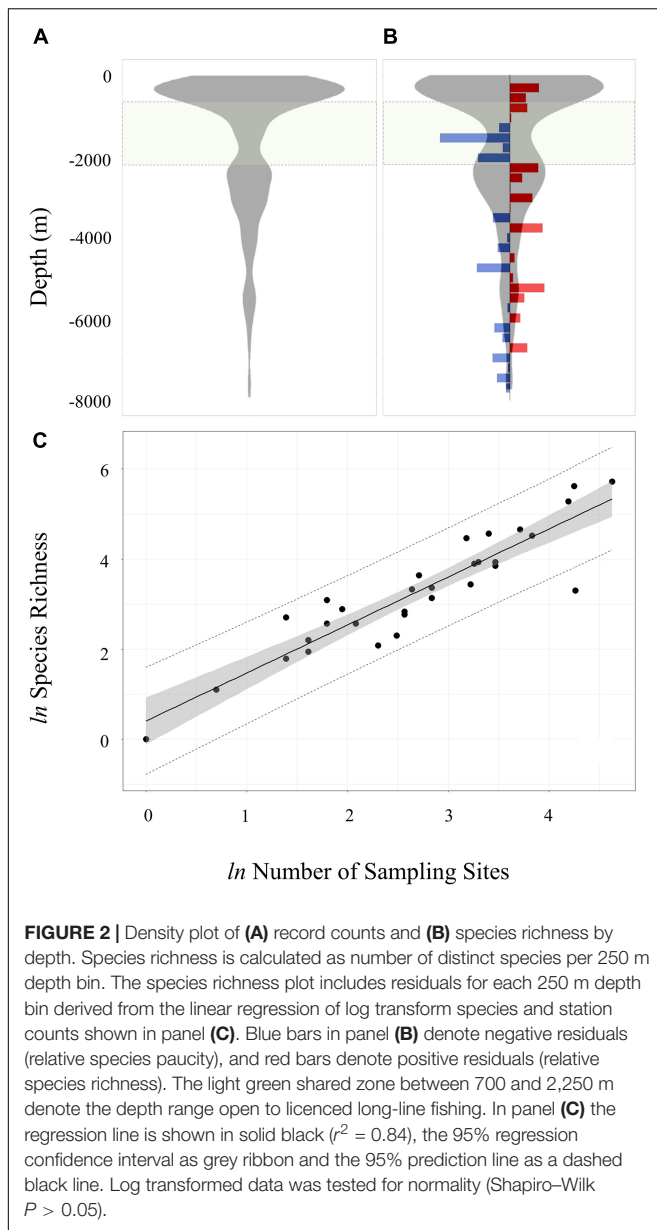 A
B
0
-2000
-4000
-6000
-8000
Depth (m)
C
6
4
2
0
ln Species Richness
0 1 2 3 4
ln Number of Sampling Sites
FIGURE 2 | Density plot of (A) record counts and (B) species richness by
depth. Species richness is calculated as number of distinct species per 250 m
depth bin. The species richness plot includes residuals for each 250 m depth
bin derived from the linear regression of log transform species and station
counts shown in panel (C). Blue bars in panel (B) denote negative residuals
(relative species paucity), and red bars denote positive residuals (relative
species richness). The light green shared zone between 700 and 2,250 m
denote the depth range open to licenced long-line fishing. In panel (C) the
regression line is shown in solid black (r² = 0.84), the 95% regression
confidence interval as grey ribbon and the 95% prediction line as a dashed
black line. Log transformed data was tested for normality (Shapiro–Wilk
P > 0.05).